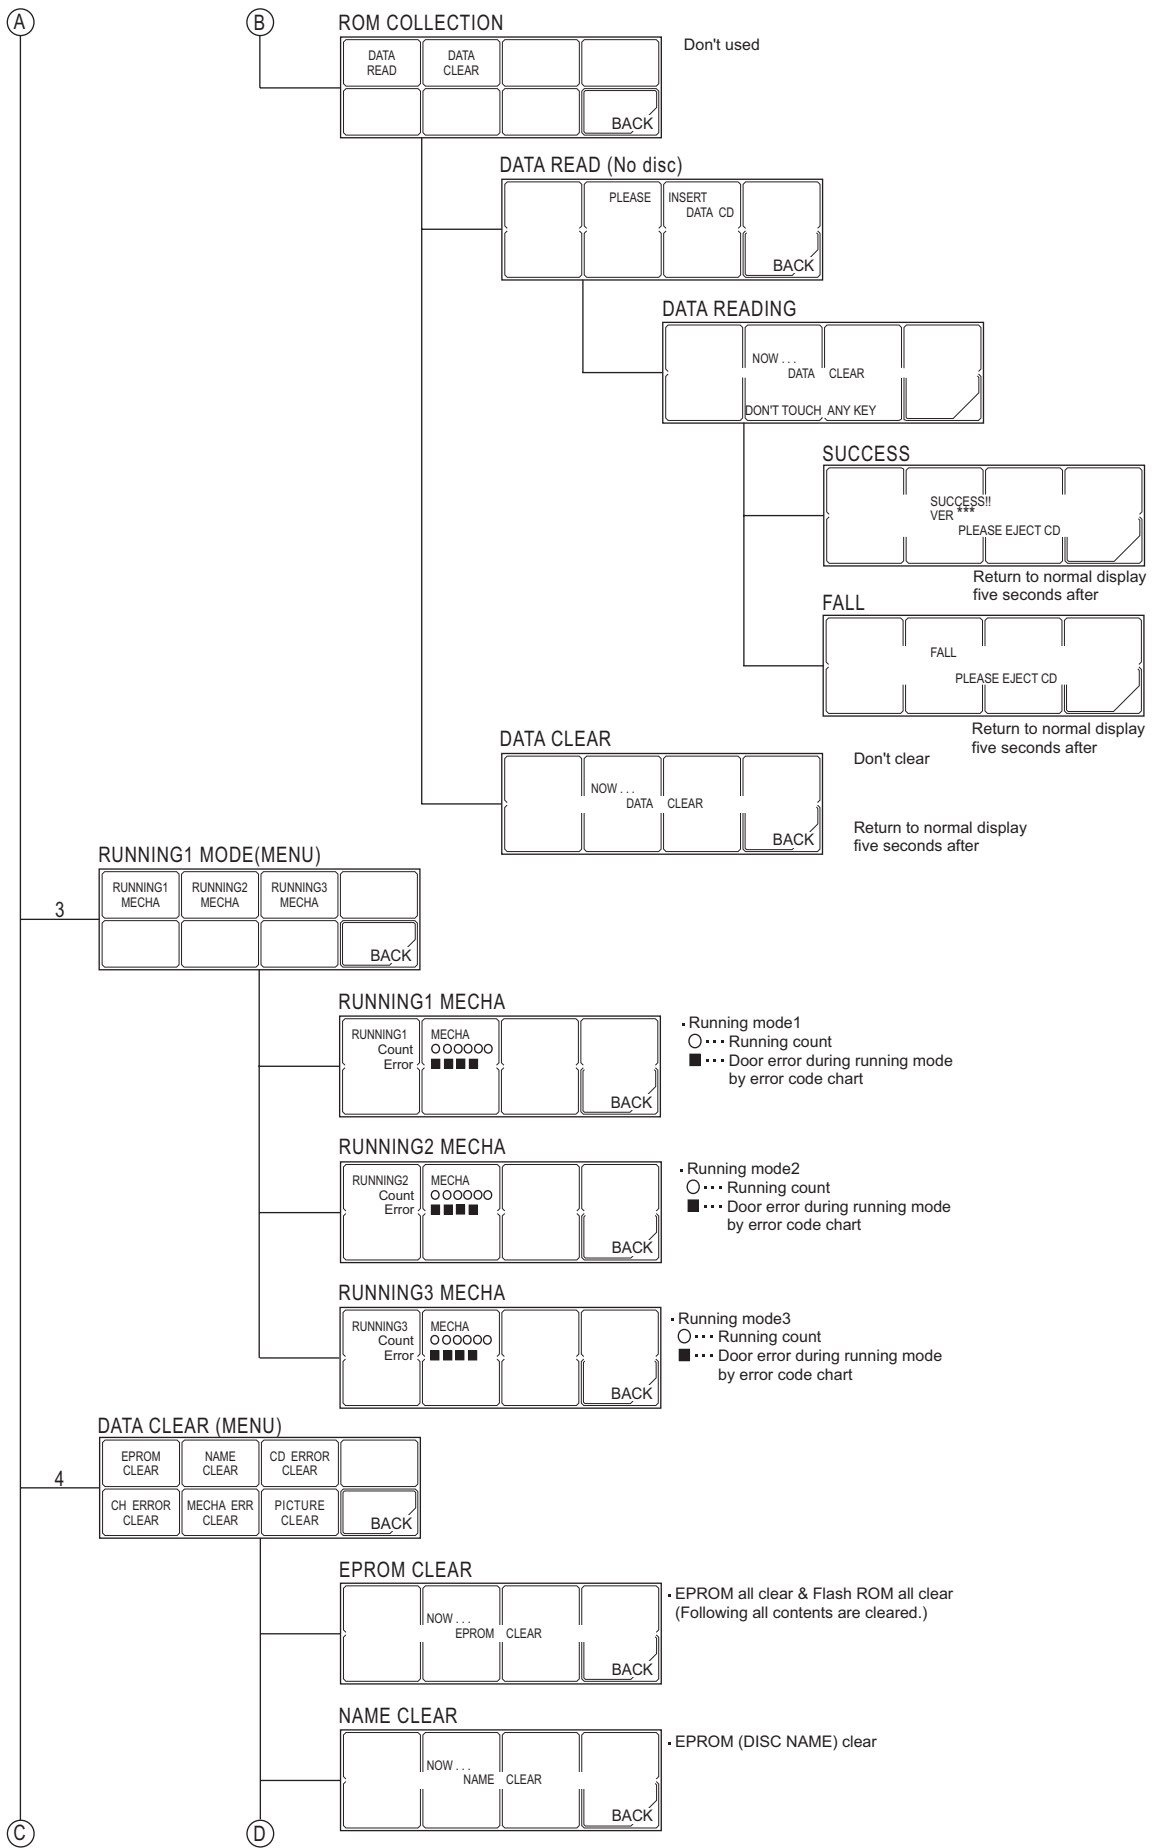 A
B
ROM COLLECTION
Don't used
DATA
READ
DATA
CLEAR
BACK
DATA READ (No disc)
PLEASE INSERT
DATA CD
BACK
DATA READING
NOW . . .
DATA CLEAR
DON'T TOUCH ANY KEY
SUCCESS
SUCCESS!!
VER ***
PLEASE EJECT CD
Return to normal display
five seconds after
FALL
FALL
PLEASE EJECT CD
Return to normal display
five seconds after
DATA CLEAR
Don't clear
NOW . . .
DATA CLEAR
BACK
Return to normal display
five seconds after
RUNNING1 MODE(MENU)
3
RUNNING1
MECHA
RUNNING2
MECHA
RUNNING3
MECHA
BACK
RUNNING1 MECHA
RUNNING1 MECHA
Count ○○○○○○
Error ■■■■
BACK
· Running mode1
○ ··· Running count
■ ··· Door error during running mode
by error code chart
RUNNING2 MECHA
RUNNING2 MECHA
Count ○○○○○○
Error ■■■■
BACK
· Running mode2
○ ··· Running count
■ ··· Door error during running mode
by error code chart
RUNNING3 MECHA
RUNNING3 MECHA
Count ○○○○○○
Error ■■■■
BACK
· Running mode3
○ ··· Running count
■ ··· Door error during running mode
by error code chart
DATA CLEAR (MENU)
4
EPROM
CLEAR
NAME
CLEAR
CD ERROR
CLEAR
CH ERROR
CLEAR
MECHA ERR
CLEAR
PICTURE
CLEAR
BACK
EPROM CLEAR
NOW . . .
EPROM CLEAR
BACK
· EPROM all clear & Flash ROM all clear
(Following all contents are cleared.)
NAME CLEAR
NOW . . .
NAME CLEAR
BACK
· EPROM (DISC NAME) clear
C
D